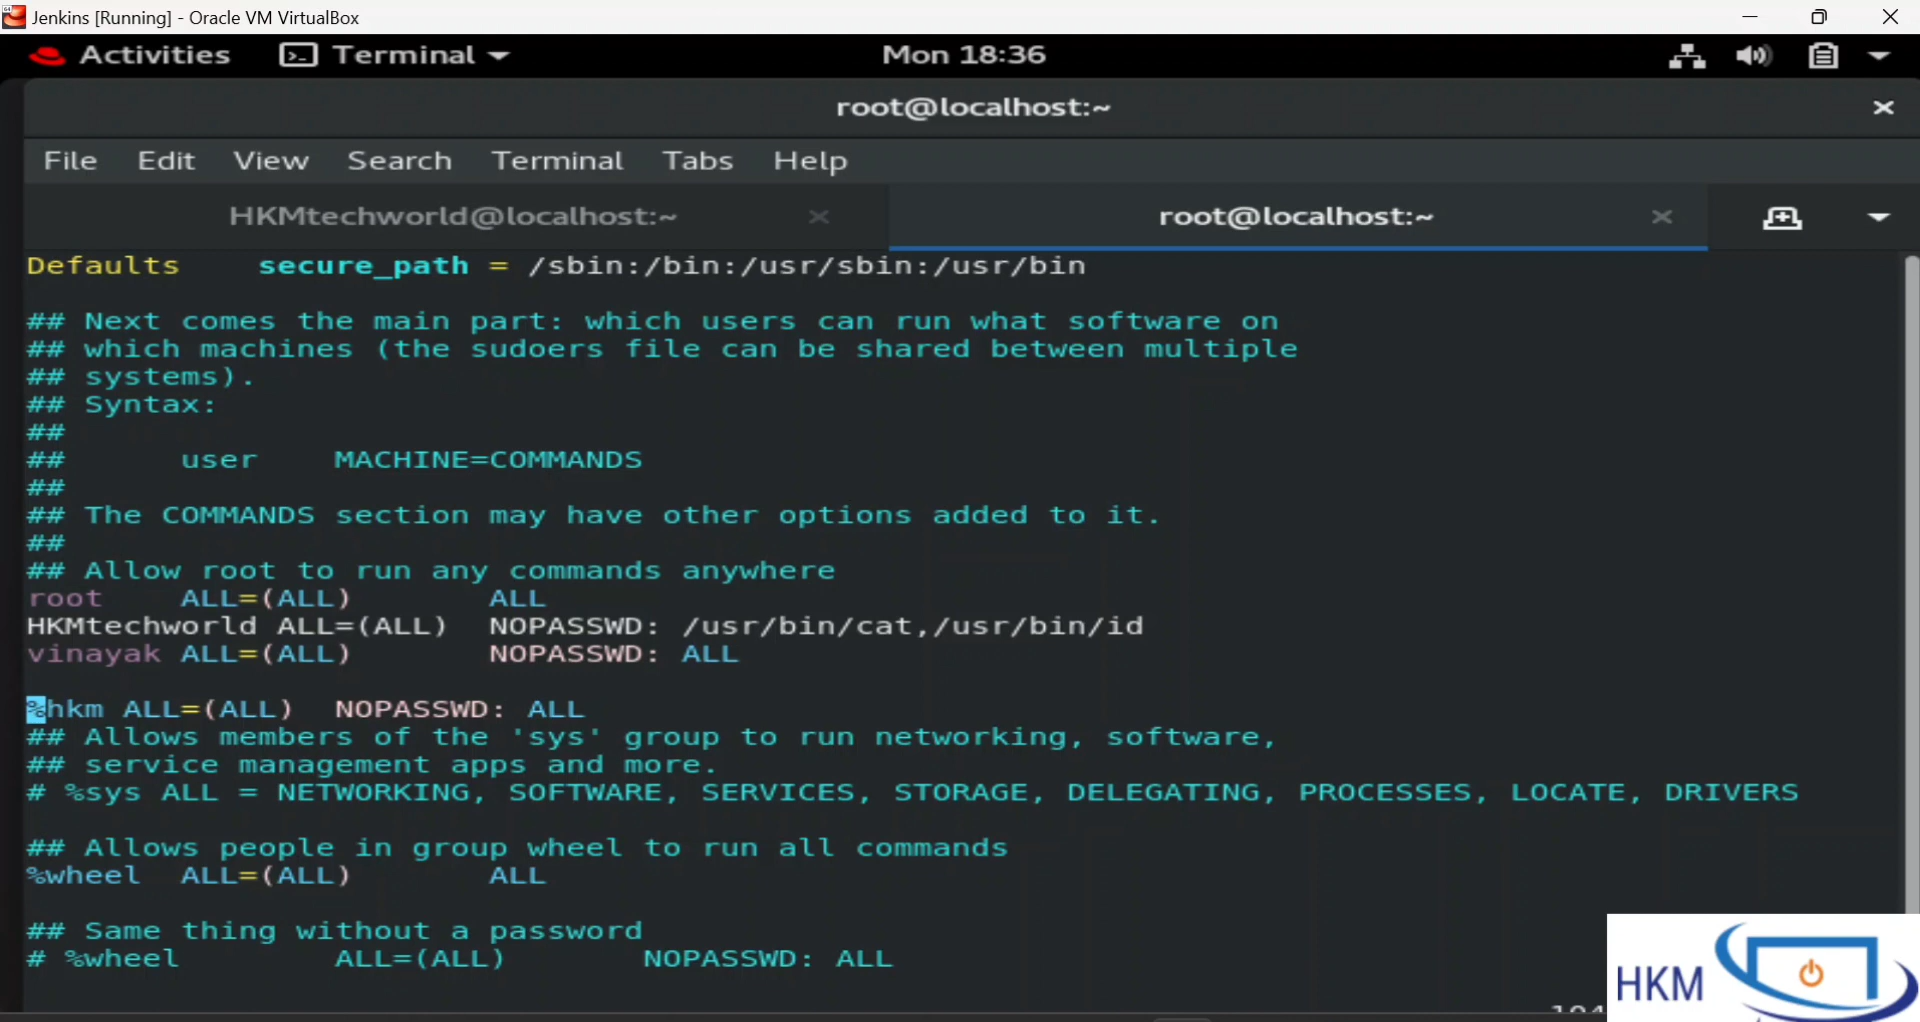 Jenkins [Running] - Oracle VM VirtualBox
Activities Terminal Mon 18:36
root@localhost:~
File Edit View Search Terminal Tabs Help
HKMtechworld@localhost:~ root@localhost:~
Defaults    secure_path = /sbin:/bin:/usr/sbin:/usr/bin
## Next comes the main part: which users can run what software on
## which machines (the sudoers file can be shared between multiple
## systems).
## Syntax:
##
##      user    MACHINE=COMMANDS
##
## The COMMANDS section may have other options added to it.
##
## Allow root to run any commands anywhere
root    ALL=(ALL)       ALL
HKMtechworld ALL=(ALL)  NOPASSWD: /usr/bin/cat,/usr/bin/id
vinayak ALL=(ALL)       NOPASSWD: ALL
%hkm ALL=(ALL)  NOPASSWD: ALL
## Allows members of the 'sys' group to run networking, software,
## service management apps and more.
# %sys ALL = NETWORKING, SOFTWARE, SERVICES, STORAGE, DELEGATING, PROCESSES, LOCATE, DRIVERS
## Allows people in group wheel to run all commands
%wheel  ALL=(ALL)       ALL
## Same thing without a password
# %wheel        ALL=(ALL)       NOPASSWD: ALL
HKM